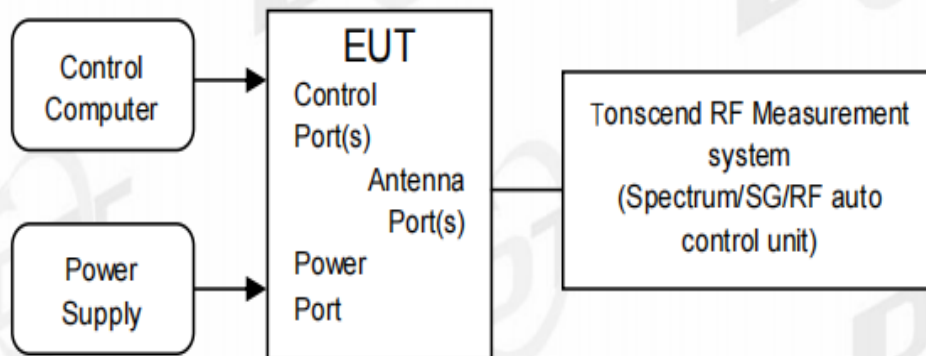 Control
Computer
EUT
Control
Port(s)
Antenna
Port(s)
Power
Port
Power
Supply
Tonscend RF Measurement
system
(Spectrum/SG/RF auto
control unit)